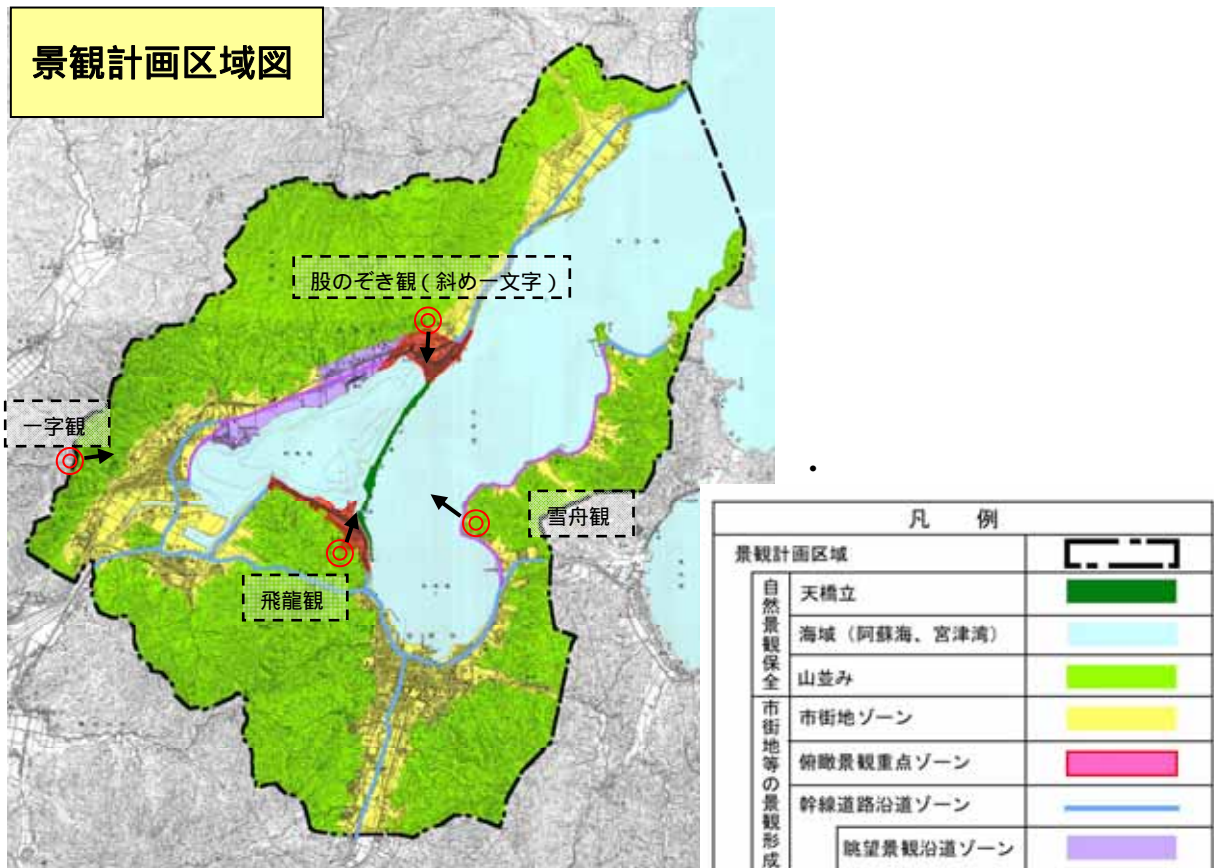 景観計画区域図
股のぞき観(斜め一文字)
一字観
雪舟観
飛龍観
凡 例
景観計画区域
自然景観保全
天橋立
海域(阿蘇海、宮津湾)
山並み
市街地等の景観形成
市街地ゾーン
俯瞰景観重点ゾーン
幹線道路沿道ゾーン
眺望景観沿道ゾーン